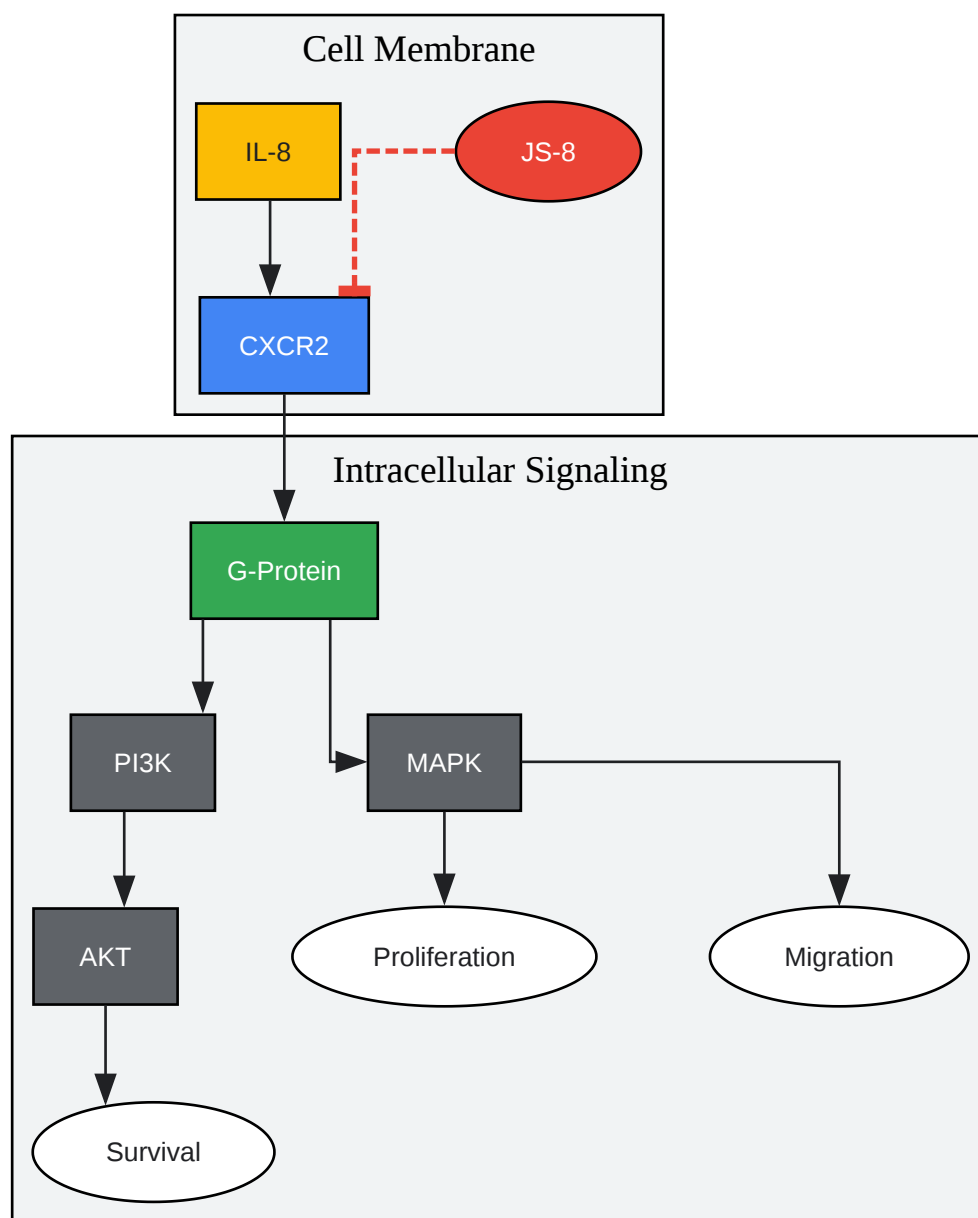 Cell Membrane
IL-8
JS-8
CXCR2
Intracellular Signaling
G-Protein
PI3K
MAPK
AKT
Proliferation
Migration
Survival